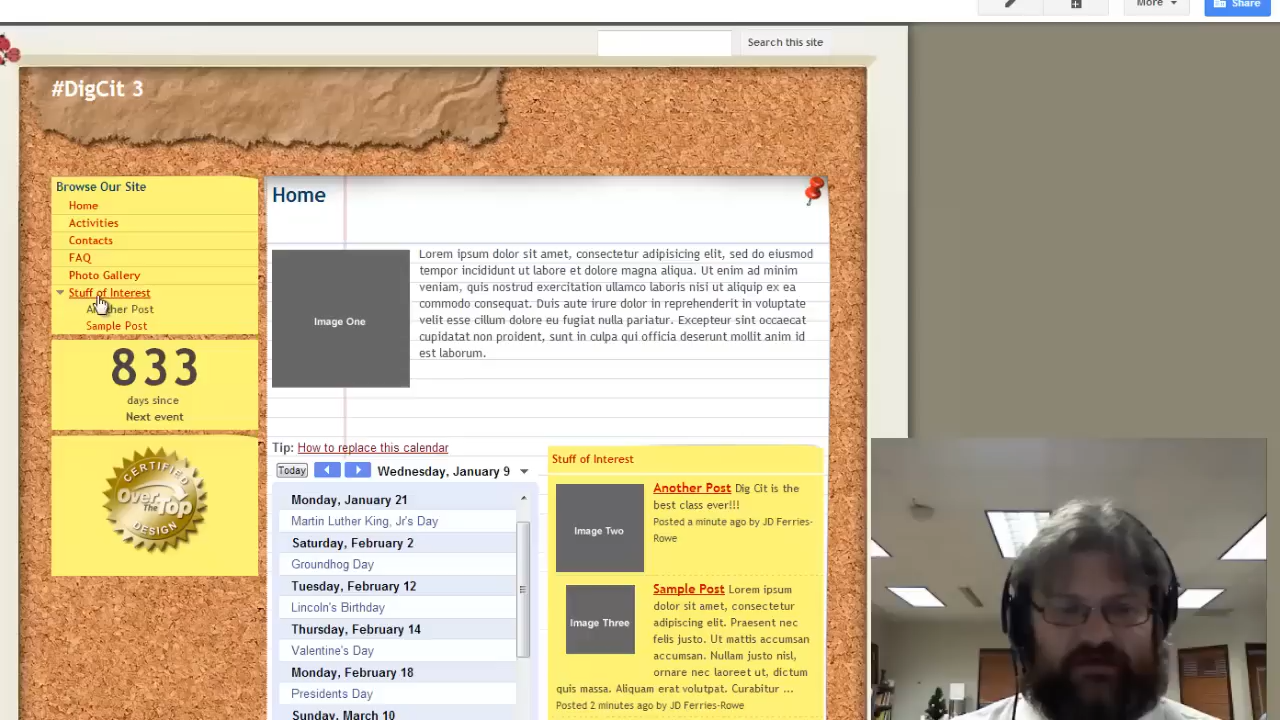 More
Share
Search this site
#DigCit 3
Browse Our Site
Home
Activities
Contacts
FAQ
Photo Gallery
Stuff of Interest
Another Post
Sample Post
833
days since
Next event
CERTIFIED
Over The Top
DESIGN
Home
Image One
Lorem ipsum dolor sit amet, consectetur adipisicing elit, sed do eiusmod
tempor incididunt ut labore et dolore magna aliqua. Ut enim ad minim
veniam, quis nostrud exercitation ullamco laboris nisi ut aliquip ex ea
commodo consequat. Duis aute irure dolor in reprehenderit in voluptate
velit esse cillum dolore eu fugiat nulla pariatur. Excepteur sint occaecat
cupidatat non proident, sunt in culpa qui officia deserunt mollit anim id
est laborum.
Tip: How to replace this calendar
Today
Wednesday, January 9
Monday, January 21
Martin Luther King, Jr's Day
Saturday, February 2
Groundhog Day
Tuesday, February 12
Lincoln's Birthday
Thursday, February 14
Valentine's Day
Monday, February 18
Presidents Day
Sunday, March 10
Stuff of Interest
Image Two
Another Post Dig Cit is the
best class ever!!!
Posted a minute ago by JD Ferries-
Rowe
Image Three
Sample Post Lorem ipsum
dolor sit amet, consectetur
adipiscing elit. Praesent nec
felis justo. Ut mattis accumsan
accumsan. Nullam justo nisl,
ornare nec laoreet ut, dictum
quis massa. Aliquam erat volutpat. Curabitur ...
Posted 2 minutes ago by JD Ferries-Rowe